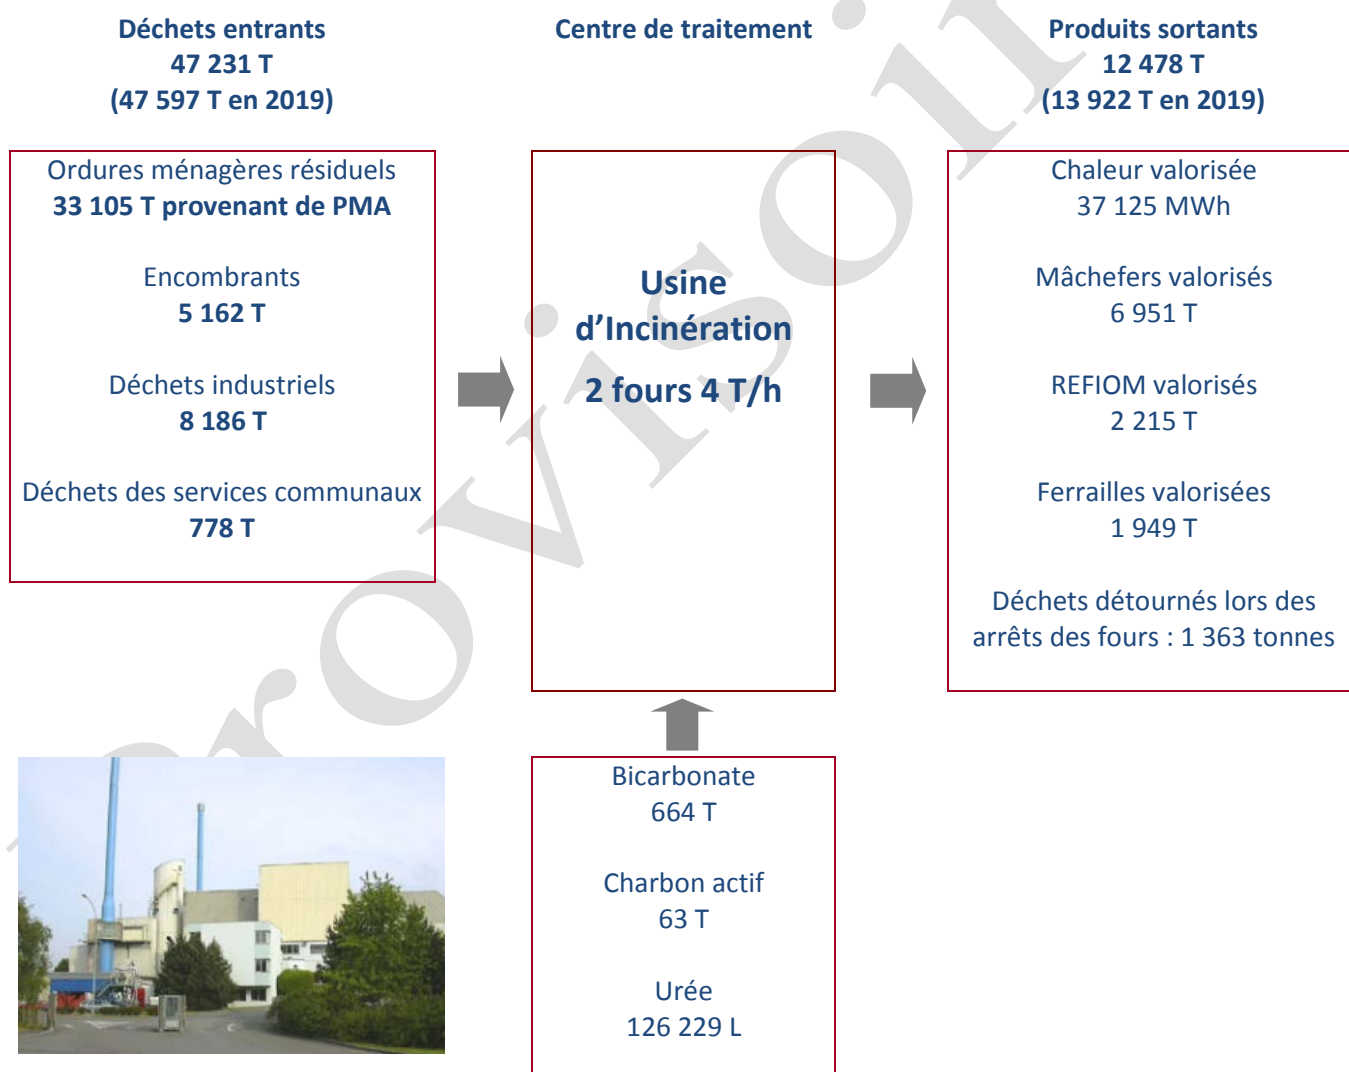 Déchets entrants
47 231 T
(47 597 T en 2019)
Centre de traitement
Produits sortants
12 478 T
(13 922 T en 2019)
Ordures ménagères résiduels
33 105 T provenant de PMA
Encombrants
5 162 T
Déchets industriels
8 186 T
Déchets des services communaux
778 T
Usine
d’Incinération
2 fours 4 T/h
Chaleur valorisée
37 125 MWh
Mâchefers valorisés
6 951 T
REFIOM valorisés
2 215 T
Ferrailles valorisées
1 949 T
Déchets détournés lors des
arrêts des fours : 1 363 tonnes
Bicarbonate
664 T
Charbon actif
63 T
Urée
126 229 L
Provisoir